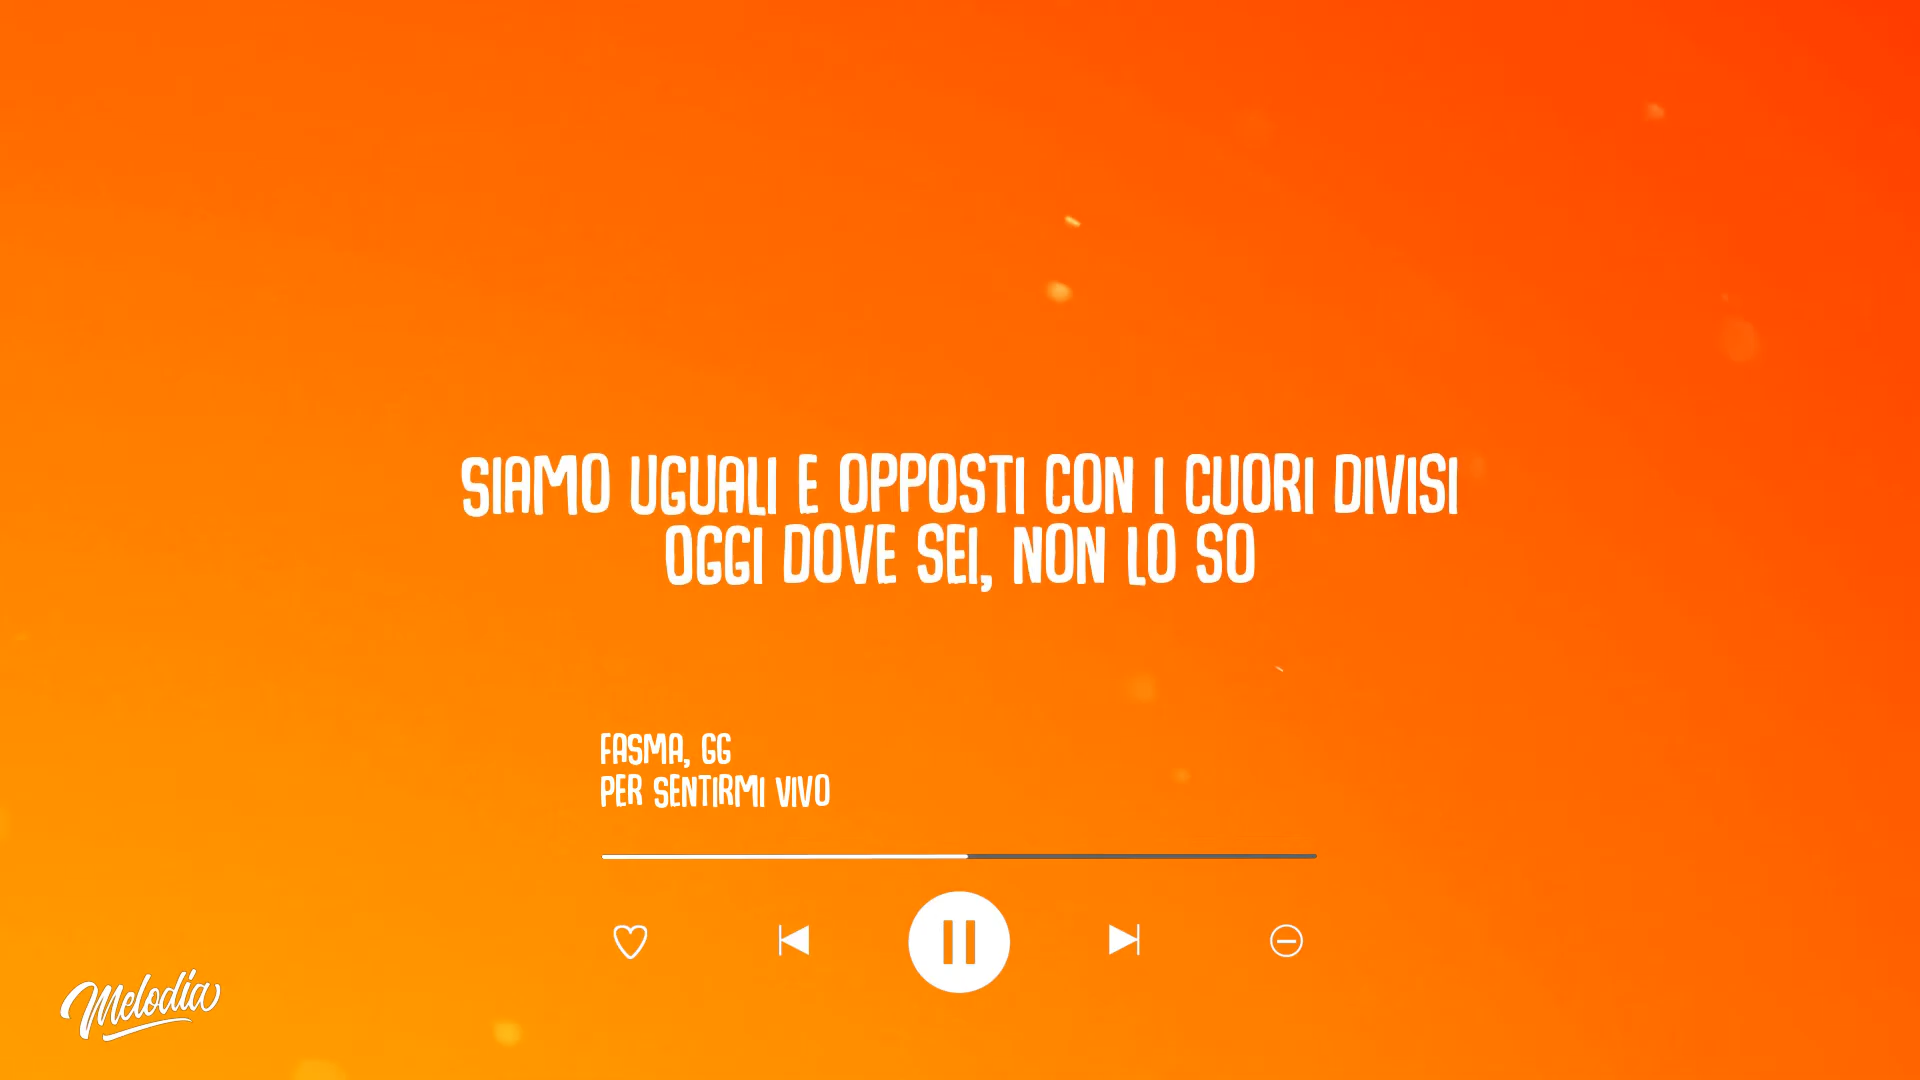 SIAMO UGUALI E OPPOSTI CON I CUORI DIVISI
OGGI DOVE SEI, NON LO SO
FASMA, GG
PER SENTIRMI VIVO
Melodia